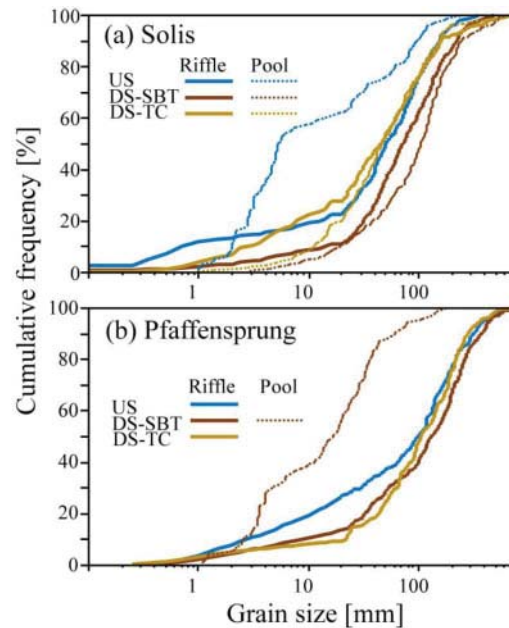 Cumulative frequency [%]
100
80
60
40
20
0
(a) Solis
Riffle Pool
US
DS-SBT
DS-TC
1 10 100
100
80
60
40
20
0
(b) Pfaffensprung
Riffle Pool
US
DS-SBT
DS-TC
1 10 100
Grain size [mm]